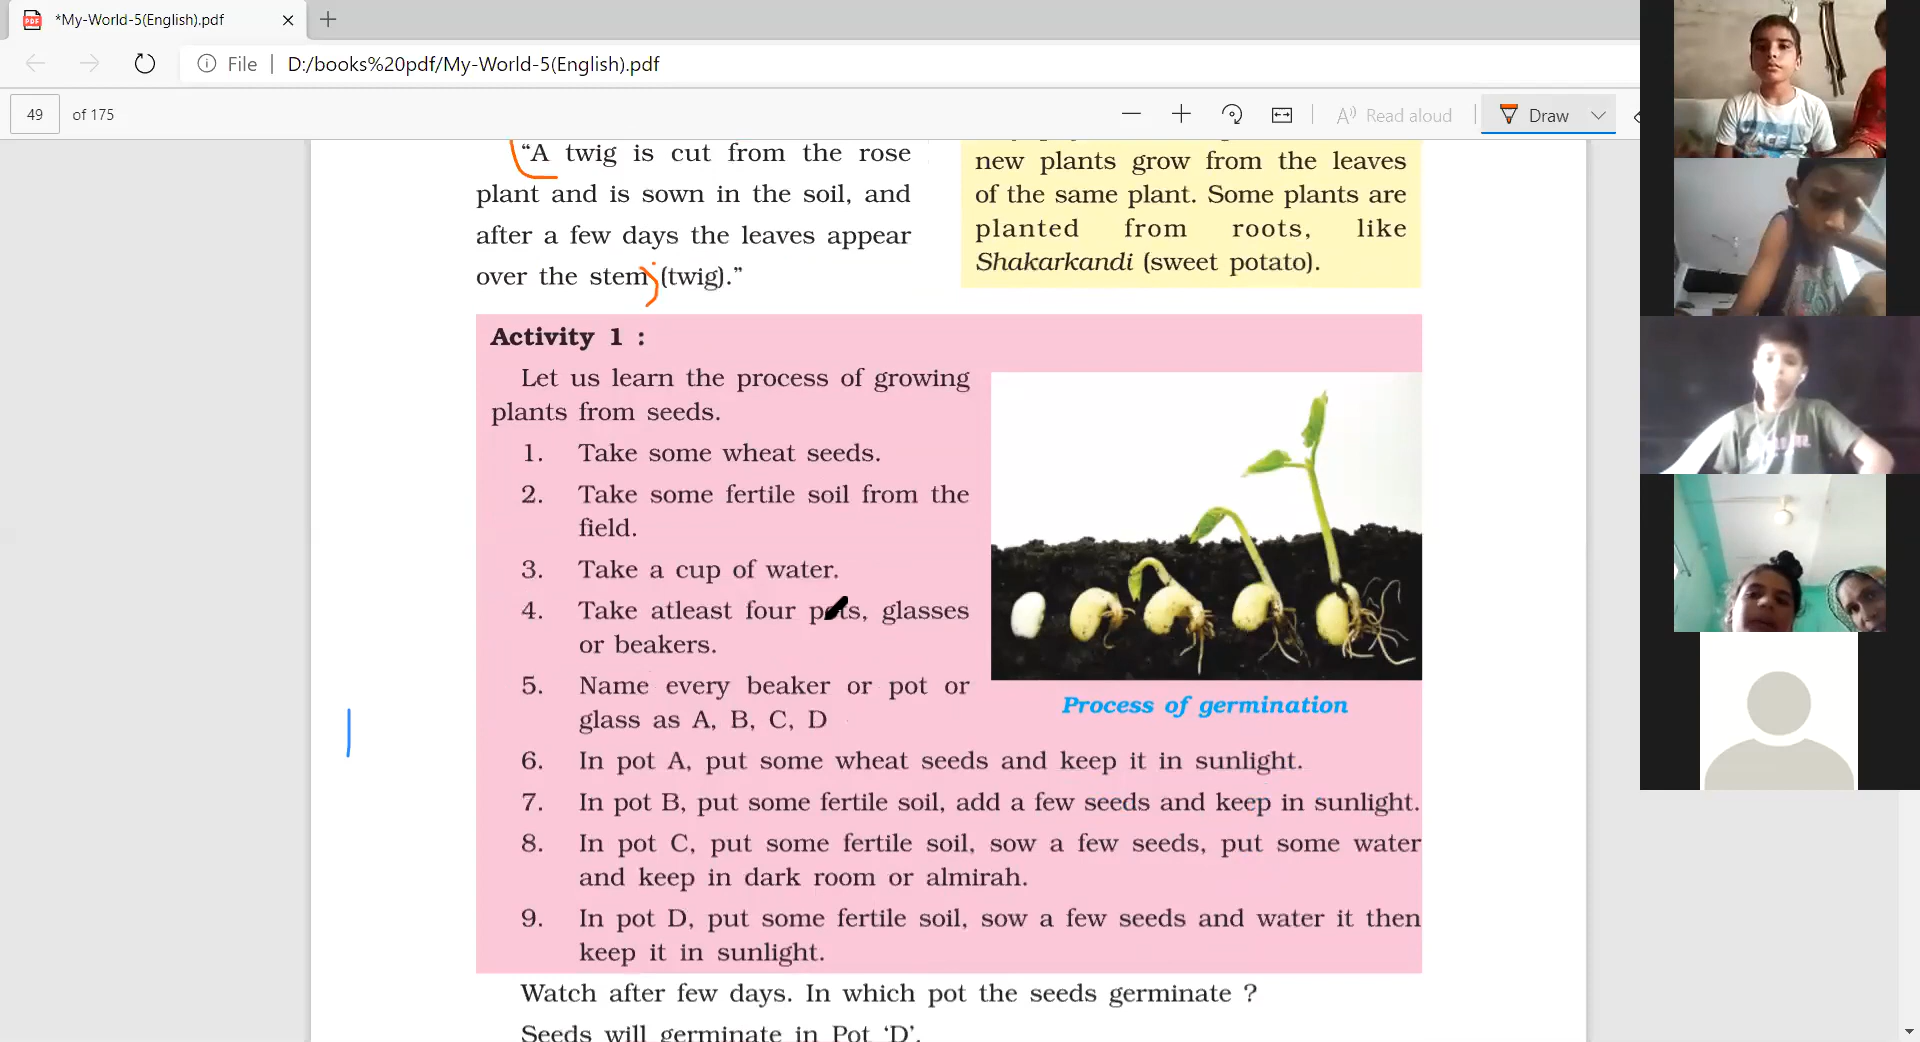 *My-World-5(English).pdf
File
D:/books%20pdf/My-World-5(English).pdf
49 of 175
Read aloud
Draw
“A twig is cut from the rose
plant and is sown in the soil, and
after a few days the leaves appear
over the stem (twig).”
new plants grow from the leaves
of the same plant. Some plants are
planted from roots, like
Shakarkandi (sweet potato).
Activity 1 :
Let us learn the process of growing
plants from seeds.
1. Take some wheat seeds.
2. Take some fertile soil from the
field.
3. Take a cup of water.
4. Take atleast four pots, glasses
or beakers.
5. Name every beaker or pot or
glass as A, B, C, D
Process of germination
6. In pot A, put some wheat seeds and keep it in sunlight.
7. In pot B, put some fertile soil, add a few seeds and keep in sunlight.
8. In pot C, put some fertile soil, sow a few seeds, put some water
and keep in dark room or almirah.
9. In pot D, put some fertile soil, sow a few seeds and water it then
keep it in sunlight.
Watch after few days. In which pot the seeds germinate ?
Seeds will germinate in Pot ‘D’.